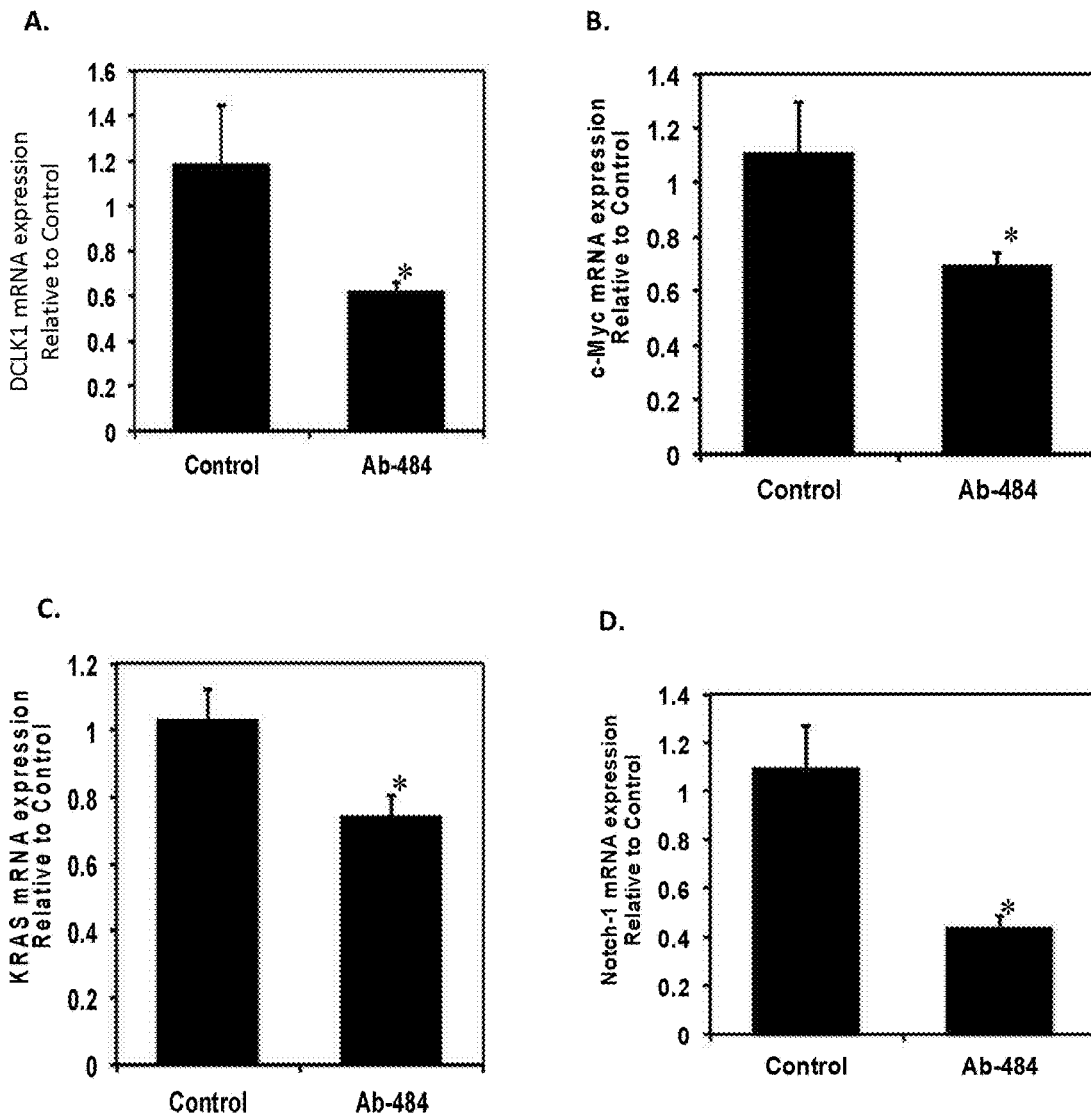 A.
DCLK1 mRNA expression
Relative to Control
1.6
1.4
1.2
1
0.8
0.6
0.4
0.2
0
*
Control Ab-484
B.
c-Myc mRNA expression
Relative to Control
1.4
1.2
1
0.8
0.6
0.4
0.2
0
*
Control Ab-484
C.
KRAS mRNA expression
Relative to Control
1.2
1
0.8
0.6
0.4
0.2
0
*
Control Ab-484
D.
Notch-1 mRNA expression
Relative to Control
1.4
1.2
1
0.8
0.6
0.4
0.2
0
*
Control Ab-484